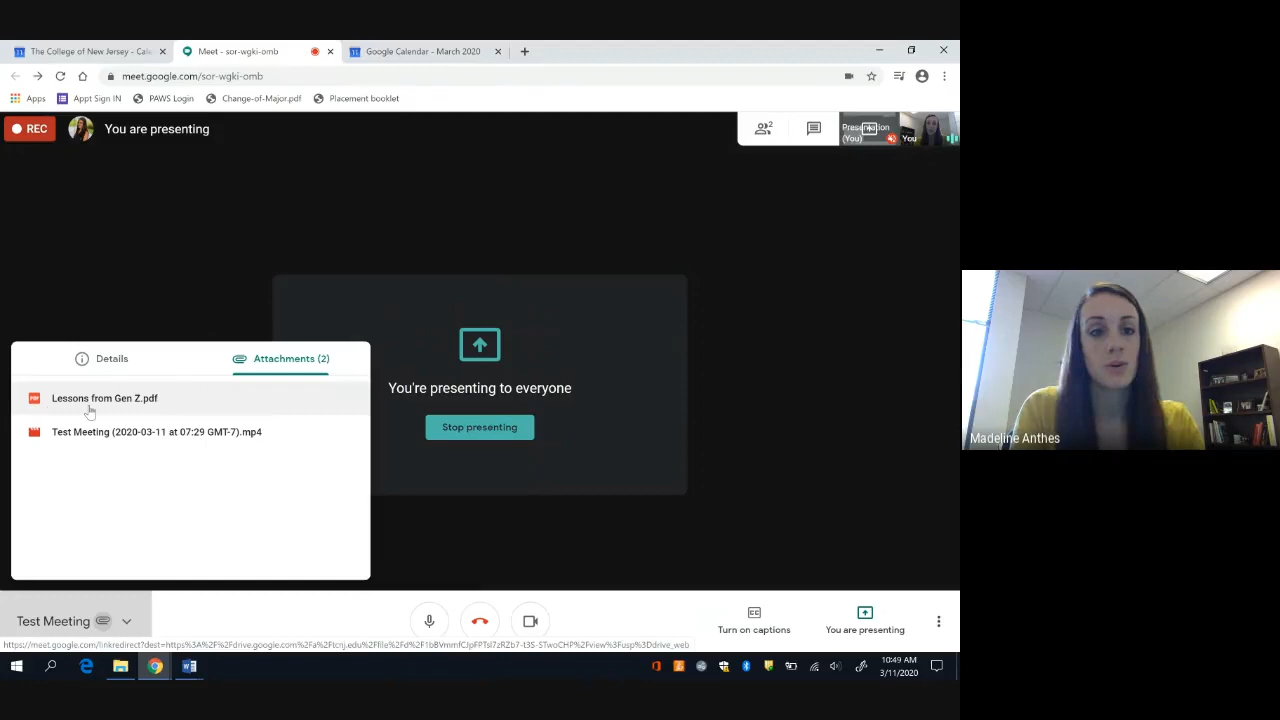 The College of New Jersey - Cale
Meet - sor-wgki-omb
Google Calendar - March 2020
meet.google.com/sor-wgki-omb
Apps
Appt Sign IN
PAWS Login
Change-of-Major.pdf
Placement booklet
REC
You are presenting
2
Presentation
(You)
You
Details
Attachments (2)
Lessons from Gen Z.pdf
Test Meeting (2020-03-11 at 07:29 GMT-7).mp4
You're presenting to everyone
Stop presenting
Madeline Anthes
Test Meeting
CC
Turn on captions
You are presenting
10:49 AM
3/11/2020